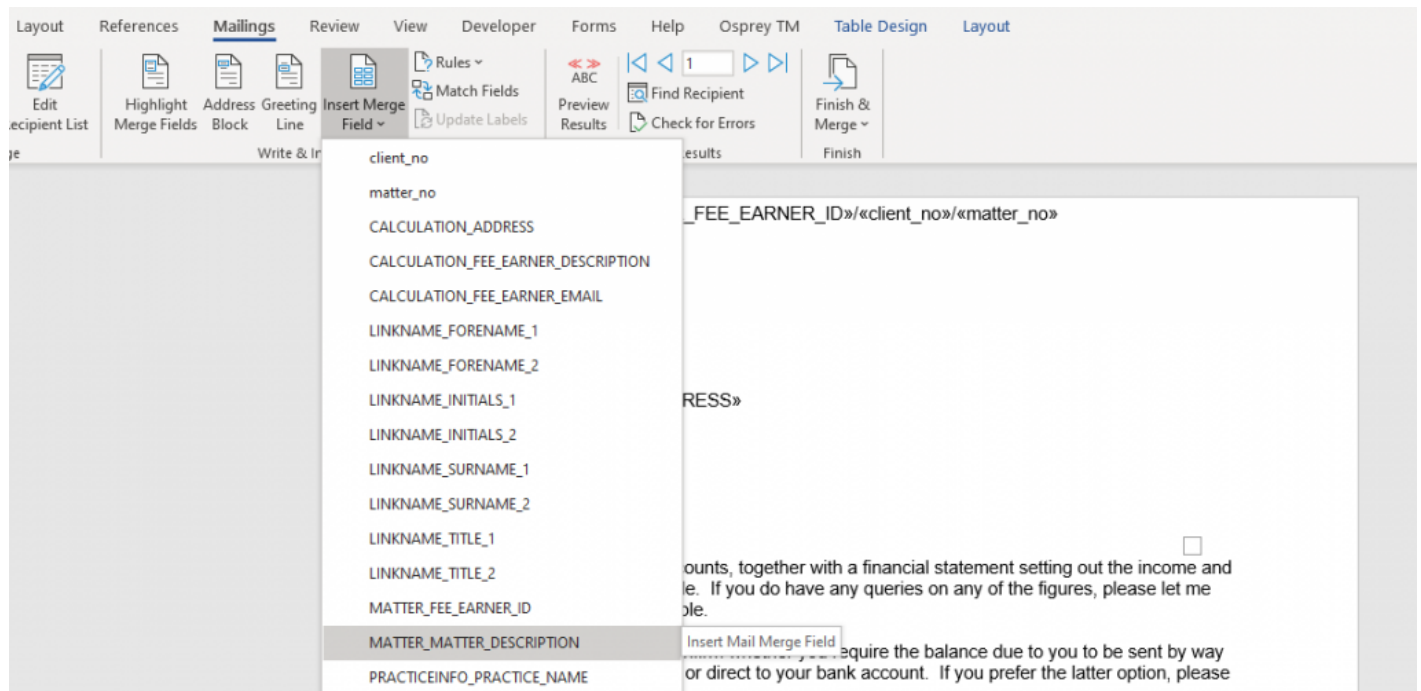 Layout References Mailings Review View Developer Forms Help Osprey TM Table Design Layout
Edit
ecipient List
Highlight
Merge Fields
Address
Block
Greeting
Line
Insert Merge
Field
Rules
Match Fields
Update Labels
ABC
Preview
Results
1
Find Recipient
Check for Errors
Finish &
Merge
ge
Write & In
esults
Finish
client_no
matter_no
CALCULATION_ADDRESS
CALCULATION_FEE_EARNER_DESCRIPTION
CALCULATION_FEE_EARNER_EMAIL
LINKNAME_FORENAME_1
LINKNAME_FORENAME_2
LINKNAME_INITIALS_1
LINKNAME_INITIALS_2
LINKNAME_SURNAME_1
LINKNAME_SURNAME_2
LINKNAME_TITLE_1
LINKNAME_TITLE_2
MATTER_FEE_EARNER_ID
MATTER_MATTER_DESCRIPTION
PRACTICEINFO_PRACTICE_NAME
Insert Mail Merge Field
_FEE_EARNER_ID»/«client_no»/«matter_no»
RESS»
ounts, together with a financial statement setting out the income and
le. If you do have any queries on any of the figures, please let me
ble.
require the balance due to you to be sent by way
or direct to your bank account. If you prefer the latter option, please